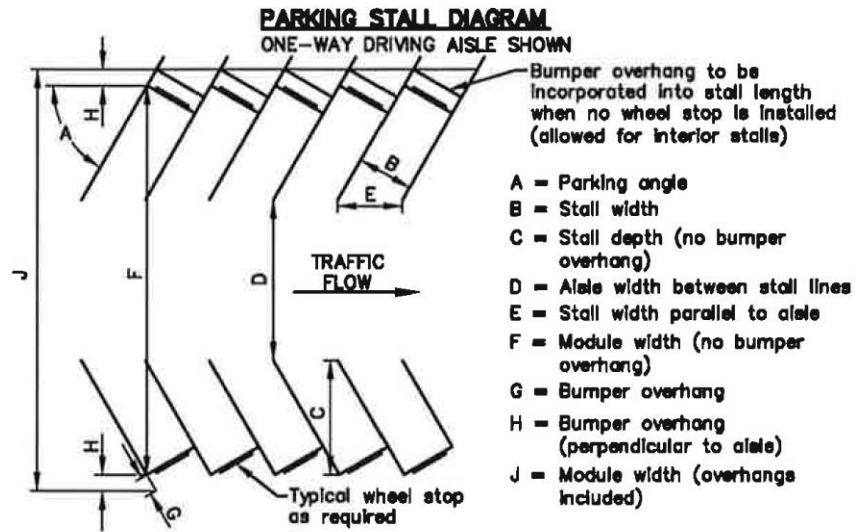 PARKING STALL DIAGRAM
ONE-WAY DRIVING AISLE SHOWN
Bumper overhang to be
incorporated into stall length
when no wheel stop is installed
(allowed for interior stalls)
H
A
B
E
J
F
D
TRAFFIC
FLOW
C
H
G
Typical wheel stop
as required
A = Parking angle
B = Stall width
C = Stall depth (no bumper
overhang)
D = Aisle width between stall lines
E = Stall width parallel to aisle
F = Module width (no bumper
overhang)
G = Bumper overhang
H = Bumper overhang
(perpendicular to aisle)
J = Module width (overhangs
included)